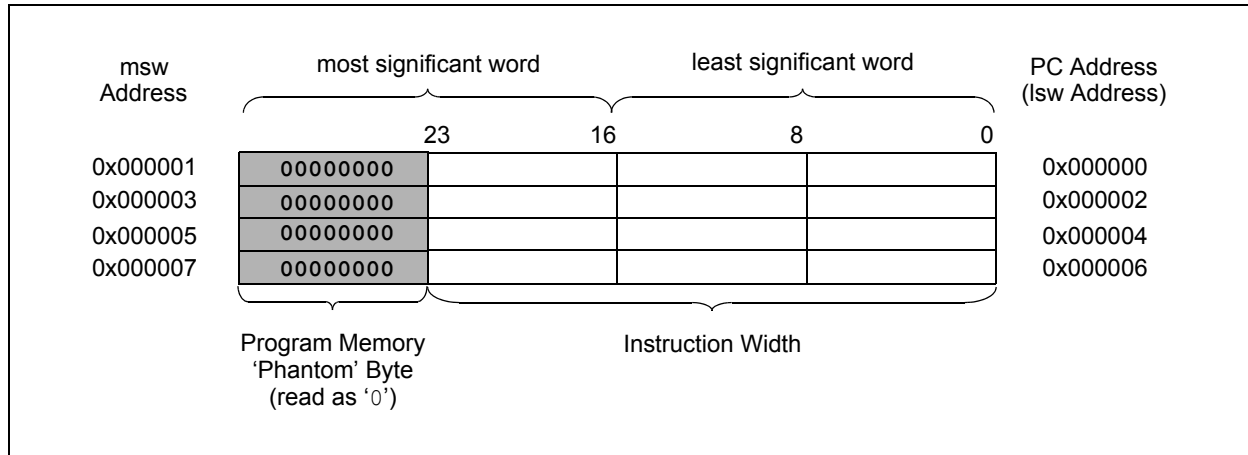 msw
Address
most significant word
least significant word
PC Address
(lsw Address)
23 16 8 0
0x000001 00000000 0x000000
0x000003 00000000 0x000002
0x000005 00000000 0x000004
0x000007 00000000 0x000006
Program Memory
‘Phantom’ Byte
(read as ‘0’)
Instruction Width